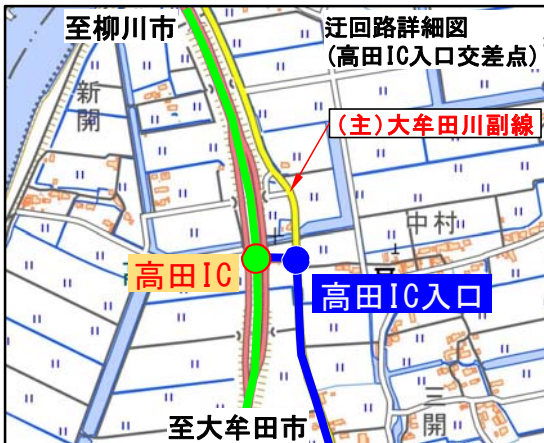 至柳川市
迂回路詳細図
(高田IC入口交差点)
新開
(主)大牟田川副線
中村
高田IC
高田IC入口
三開
至大牟田市